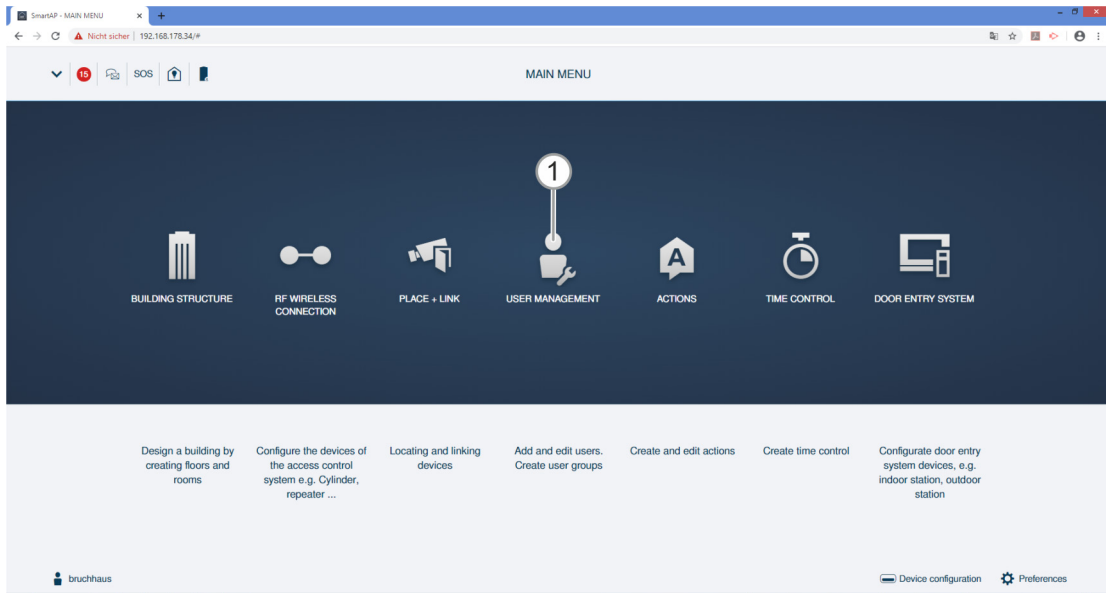 SmartAP - MAIN MENU
Nicht sicher | 192.168.178.34/#
15
SOS
MAIN MENU
1
A
BUILDING STRUCTURE
RF WIRELESS
CONNECTION
PLACE + LINK
USER MANAGEMENT
ACTIONS
TIME CONTROL
DOOR ENTRY SYSTEM
Design a building by
creating floors and
rooms
Configure the devices of
the access control
system e.g. Cylinder,
repeater ...
Locating and linking
devices
Add and edit users.
Create user groups
Create and edit actions
Create time control
Configurate door entry
system devices, e.g.
indoor station, outdoor
station
bruchhaus
Device configuration
Preferences